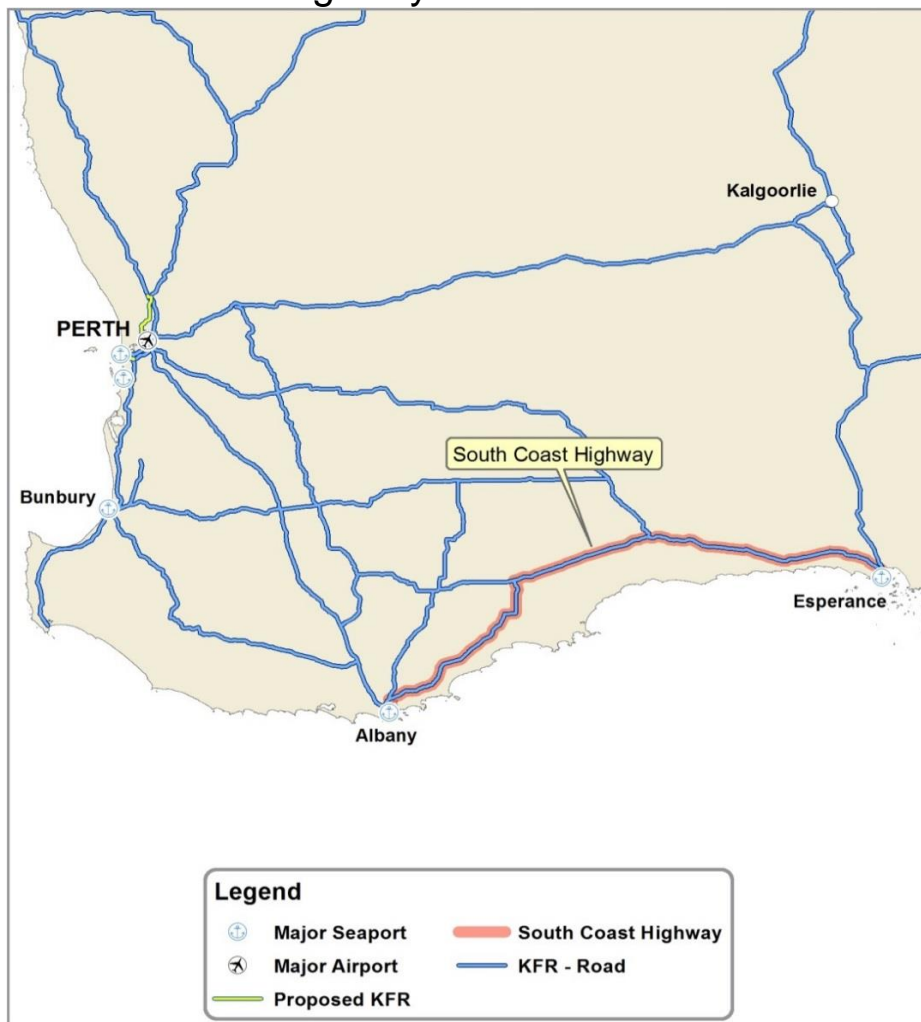 Kalgoorlie
PERTH
South Coast Highway
Bunbury
Esperance
Albany
Legend
Major Seaport
South Coast Highway
Major Airport
KFR - Road
Proposed KFR